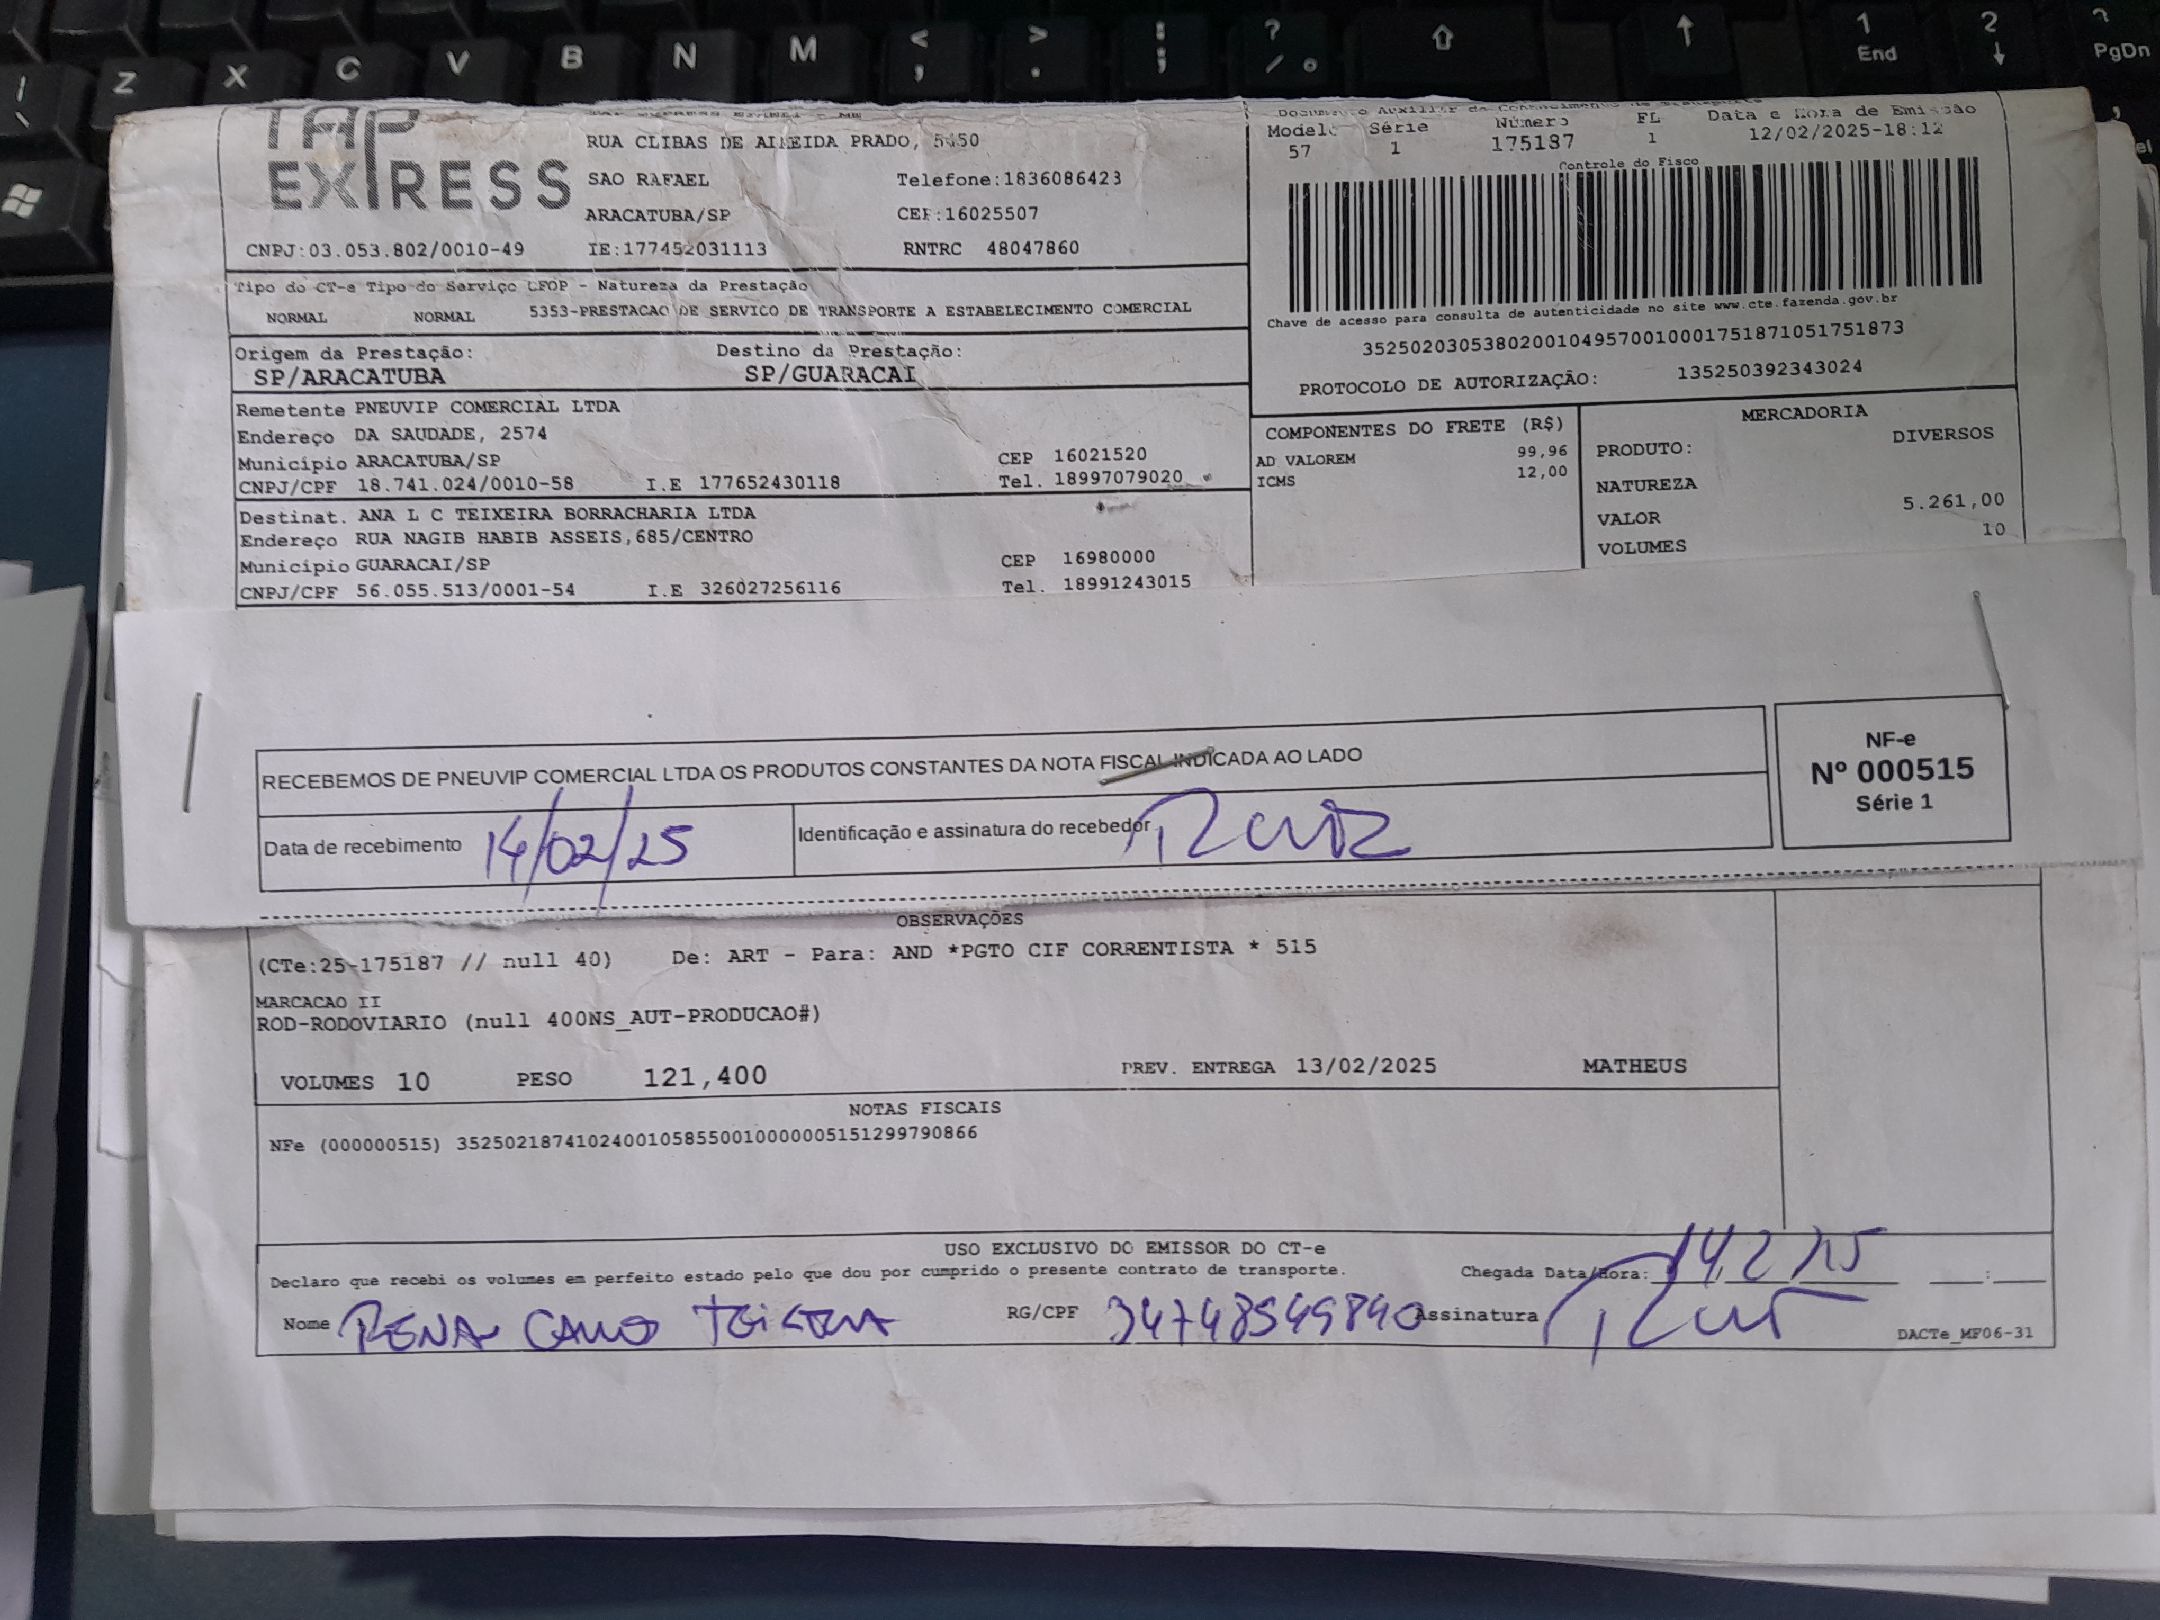 TAP
EXPRESS
RUA CLIBAS DE ALMEIDA PRADO, 5450
SAO RAFAEL Telefone:1836086423
ARACATUBA/SP CEP:16025507
CNPJ:03.053.802/0010-49 IE:177452031113 RNTRC 48047860
Documento Auxiliar do Conhecimento de Transporte
Modelo Série Número FL Data e Hora de Emissão
57 1 175187 1 12/02/2025-18:12
Controle do Fisco
Chave de acesso para consulta de autenticidade no site www.cte.fazenda.gov.br
35250203053802001049570010001751871051751873
PROTOCOLO DE AUTORIZAÇÃO: 135250392343024
Tipo do CT-e Tipo do Serviço CFOP - Natureza da Prestação
NORMAL NORMAL 5353-PRESTACAO DE SERVICO DE TRANSPORTE A ESTABELECIMENTO COMERCIAL
Origem da Prestação: Destino da Prestação:
SP/ARACATUBA SP/GUARACAI
Remetente PNEUVIP COMERCIAL LTDA
Endereço DA SAUDADE, 2574
Município ARACATUBA/SP CEP 16021520
CNPJ/CPF 18.741.024/0010-58 I.E 177652430118 Tel. 18997079020
Destinat. ANA L C TEIXEIRA BORRACHARIA LTDA
Endereço RUA NAGIB HABIB ASSEIS,685/CENTRO
Município GUARACAI/SP CEP 16980000
CNPJ/CPF 56.055.513/0001-54 I.E 326027256116 Tel. 18991243015
COMPONENTES DO FRETE (R$)
AD VALOREM 99,96
ICMS 12,00
MERCADORIA
PRODUTO: DIVERSOS
NATUREZA
VALOR 5.261,00
VOLUMES 10
RECEBEMOS DE PNEUVIP COMERCIAL LTDA OS PRODUTOS CONSTANTES DA NOTA FISCAL INDICADA AO LADO
Data de recebimento 14/02/25 Identificação e assinatura do recebedor
NF-e
Nº 000515
Série 1
OBSERVAÇÕES
(CTe:25-175187 // null 40) De: ART - Para: AND *PGTO CIF CORRENTISTA * 515
MARCACAO II
ROD-RODOVIARIO (null 400NS_AUT-PRODUCAO#)
VOLUMES 10 PESO 121,400 PREV. ENTREGA 13/02/2025 MATHEUS
NOTAS FISCAIS
NFe (000000515) 35250218741024001058550010000005151299790866
USO EXCLUSIVO DO EMISSOR DO CT-e
Declaro que recebi os volumes em perfeito estado pelo que dou por cumprido o presente contrato de transporte. Chegada Data/Hora: 14 2 25 :
Nome RG/CPF 34748549840 Assinatura
DACTe_MF06-31